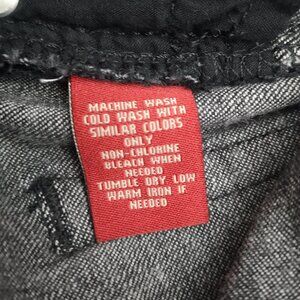 MACHINE WASH
COLD WASH WITH
SIMILAR COLORS
ONLY
NON-CHLORINE
BLEACH WHEN
NEEDED
TUMBLE DRY LOW
WARM IRON IF
NEEDED